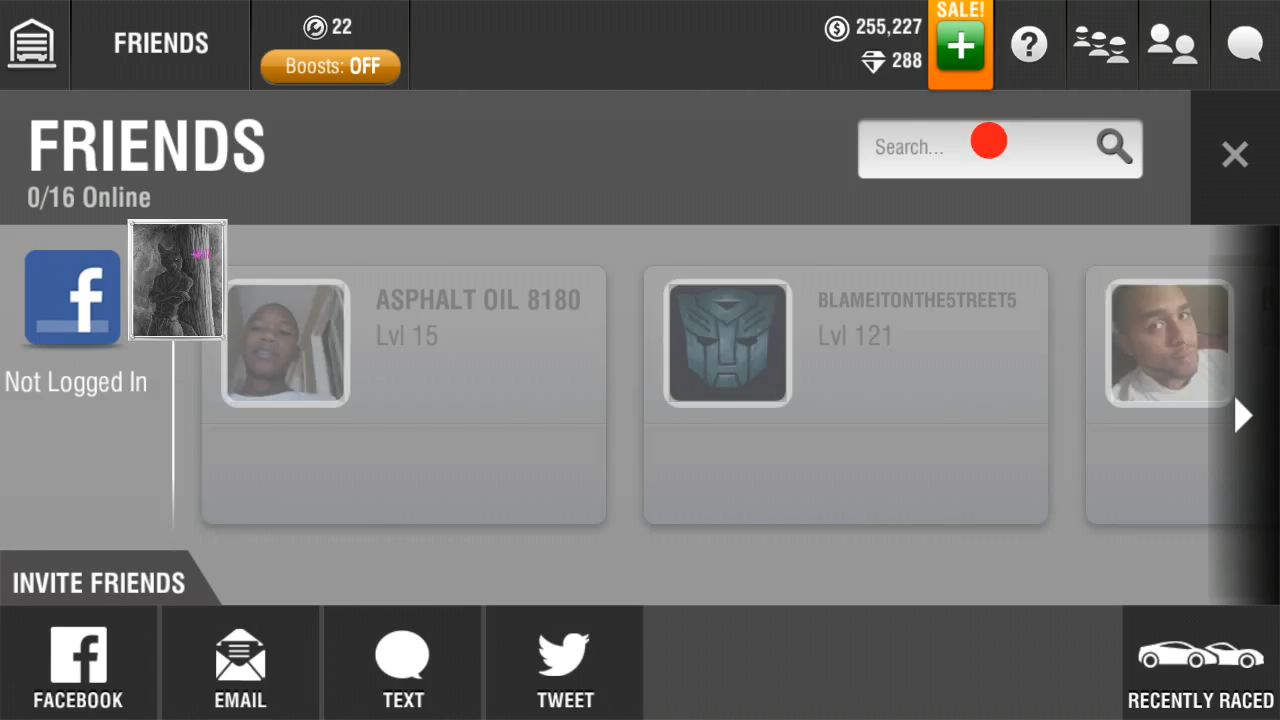 FRIENDS
22
Boosts: OFF
255,227
288
SALE!
FRIENDS
0/16 Online
Search...
Not Logged In
ASPHALT OIL 8180
Lvl 15
BLAMEITONTHE5TREET5
Lvl 121
INVITE FRIENDS
FACEBOOK
EMAIL
TEXT
TWEET
RECENTLY RACED